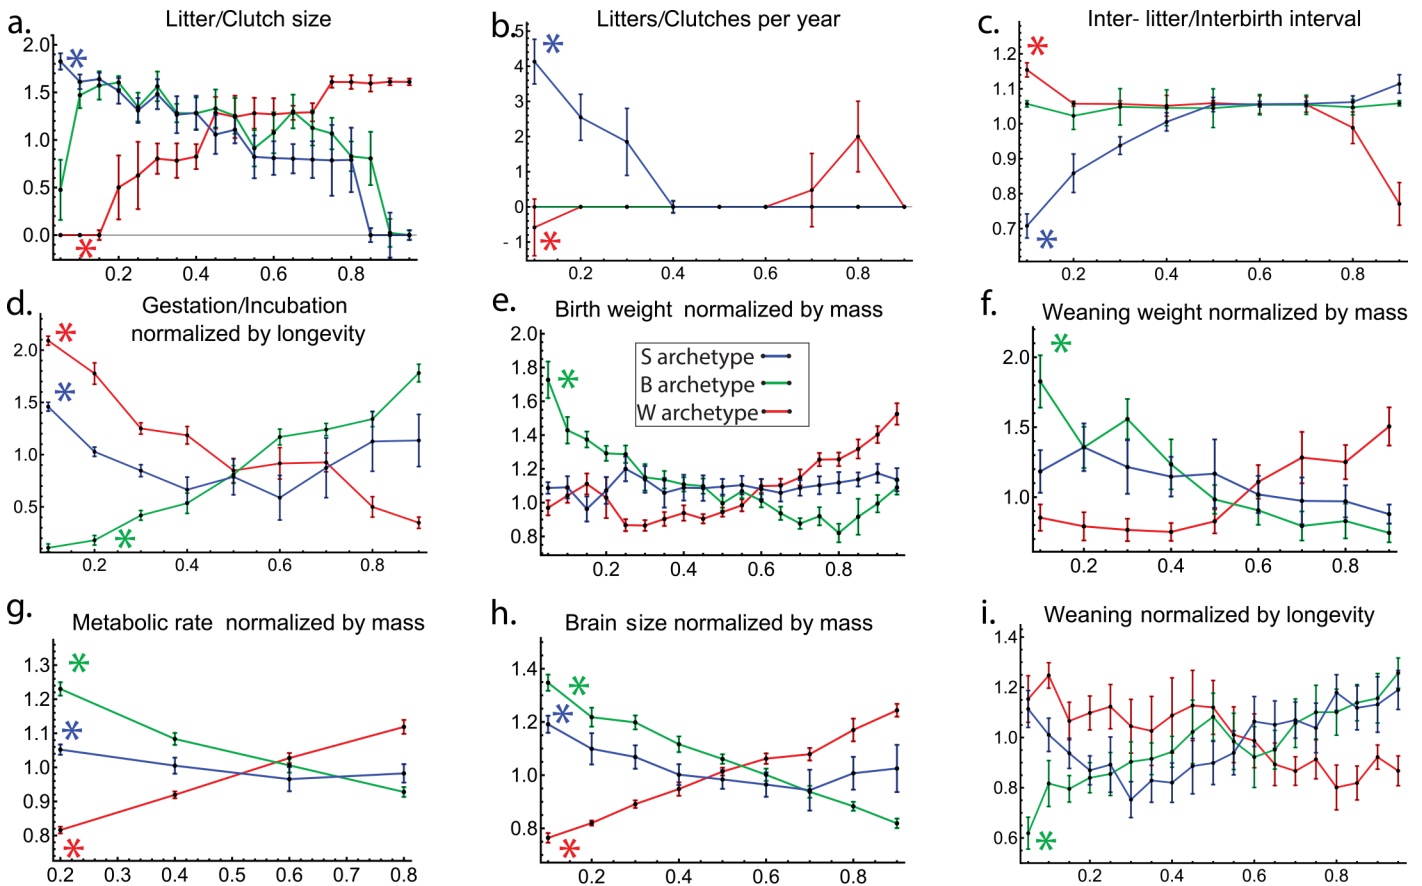 a. Litter/Clutch size
2.0
1.5
1.0
0.5
0.0
0.2 0.4 0.6 0.8
b. Litters/Clutches per year
5
4
3
2
1
0
- 1
0.2 0.4 0.6 0.8
c. Inter- litter/Interbirth interval
1.2
1.1
1.0
0.9
0.8
0.7
0.2 0.4 0.6 0.8
d. Gestation/Incubation
normalized by longevity
2.0
1.5
1.0
0.5
0.2 0.4 0.6 0.8
e. Birth weight normalized by mass
2.0
1.8
1.6
1.4
1.2
1.0
0.8
S archetype
B archetype
W archetype
0.2 0.4 0.6 0.8
f. Weaning weight normalized by mass
2.0
1.5
1.0
0.2 0.4 0.6 0.8
g. Metabolic rate normalized by mass
1.3
1.2
1.1
1.0
0.9
0.8
0.2 0.3 0.4 0.5 0.6 0.7 0.8
h. Brain size normalized by mass
1.4
1.2
1.0
0.8
0.2 0.4 0.6 0.8
i. Weaning normalized by longevity
1.4
1.2
1.0
0.8
0.6
0.2 0.4 0.6 0.8